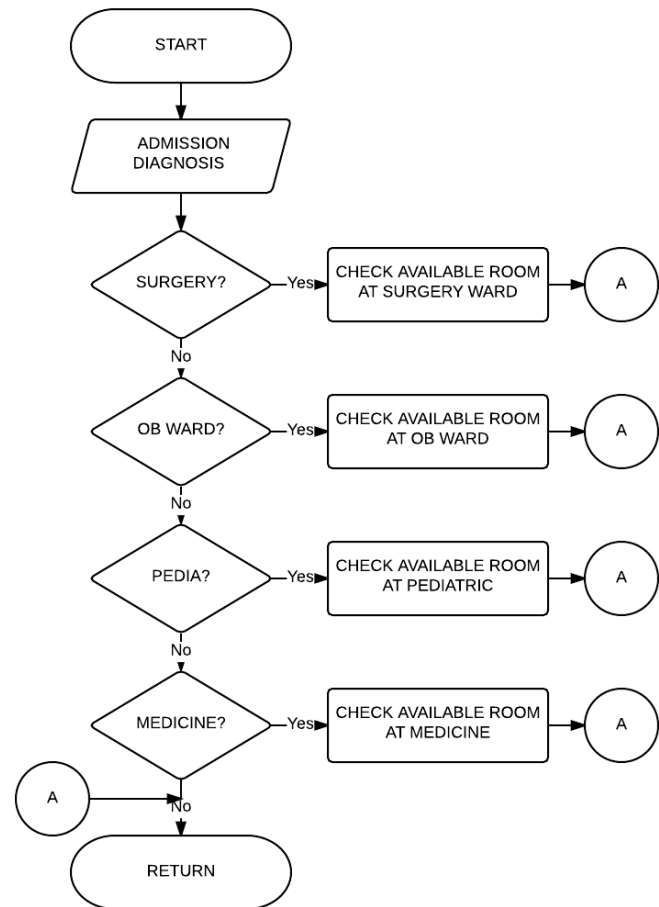 START
ADMISSION
DIAGNOSIS
SURGERY?
Yes
CHECK AVAILABLE ROOM
AT SURGERY WARD
A
No
OB WARD?
Yes
CHECK AVAILABLE ROOM
AT OB WARD
A
No
PEDIA?
Yes
CHECK AVAILABLE ROOM
AT PEDIATRIC
A
No
MEDICINE?
Yes
CHECK AVAILABLE ROOM
AT MEDICINE
A
A
No
RETURN